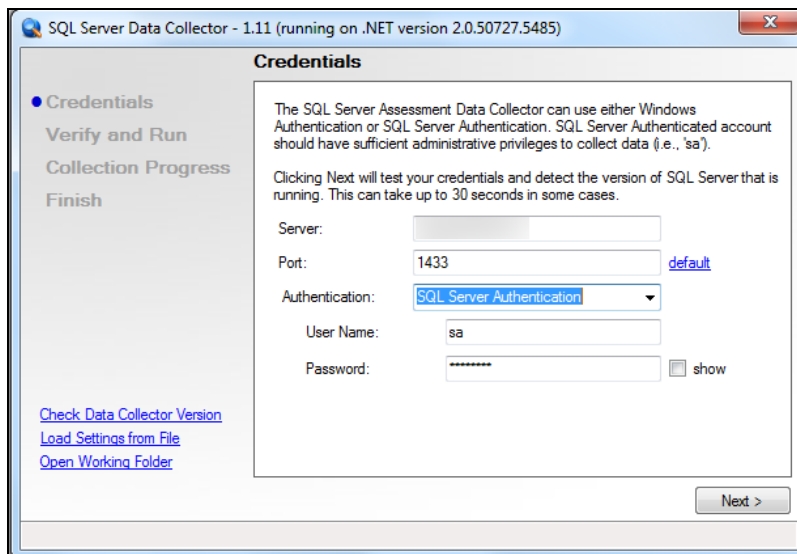 SQL Server Data Collector - 1.11 (running on .NET version 2.0.50727.5485)
Credentials
Credentials
Verify and Run
Collection Progress
Finish
The SQL Server Assessment Data Collector can use either Windows
Authentication or SQL Server Authentication. SQL Server Authenticated account
should have sufficient administrative privileges to collect data (i.e., 'sa').
Clicking Next will test your credentials and detect the version of SQL Server that is
running. This can take up to 30 seconds in some cases.
Server:
Port: 1433 default
Authentication: SQL Server Authentication
User Name: sa
Password: ******** show
Check Data Collector Version
Load Settings from File
Open Working Folder
Next >